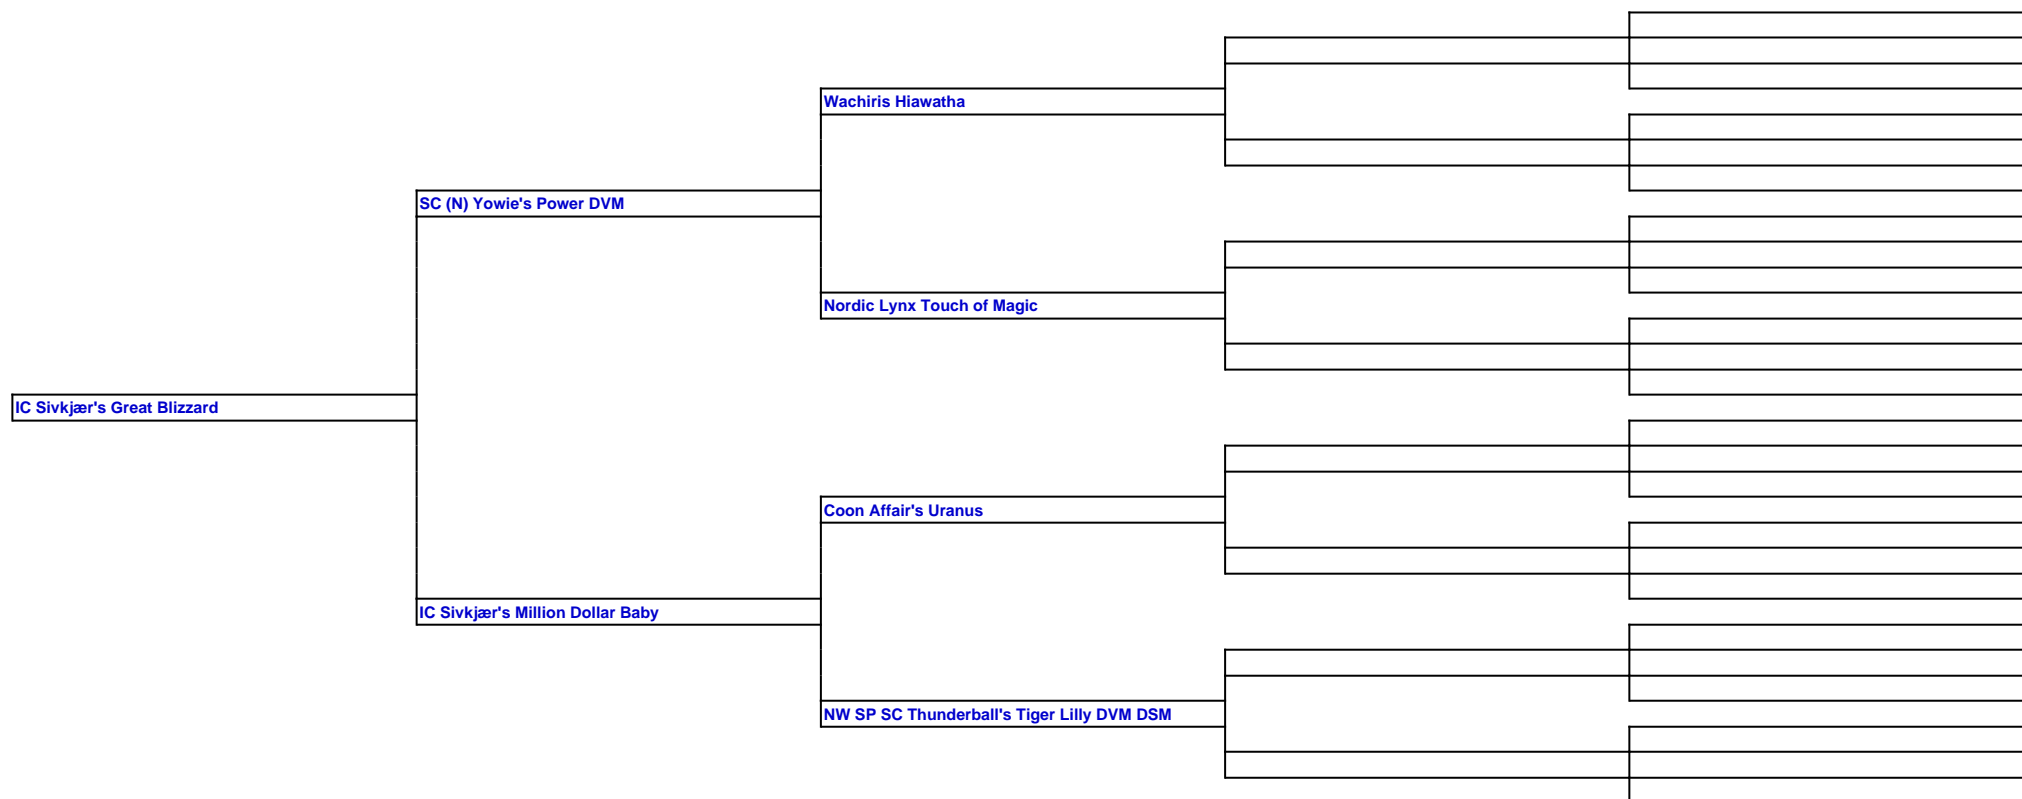 Wachiris Hiawatha
SC (N) Yowie's Power DVM
Nordic Lynx Touch of Magic
IC Sivkjær's Great Blizzard
Coon Affair's Uranus
IC Sivkjær's Million Dollar Baby
NW SP SC Thunderball's Tiger Lilly DVM DSM